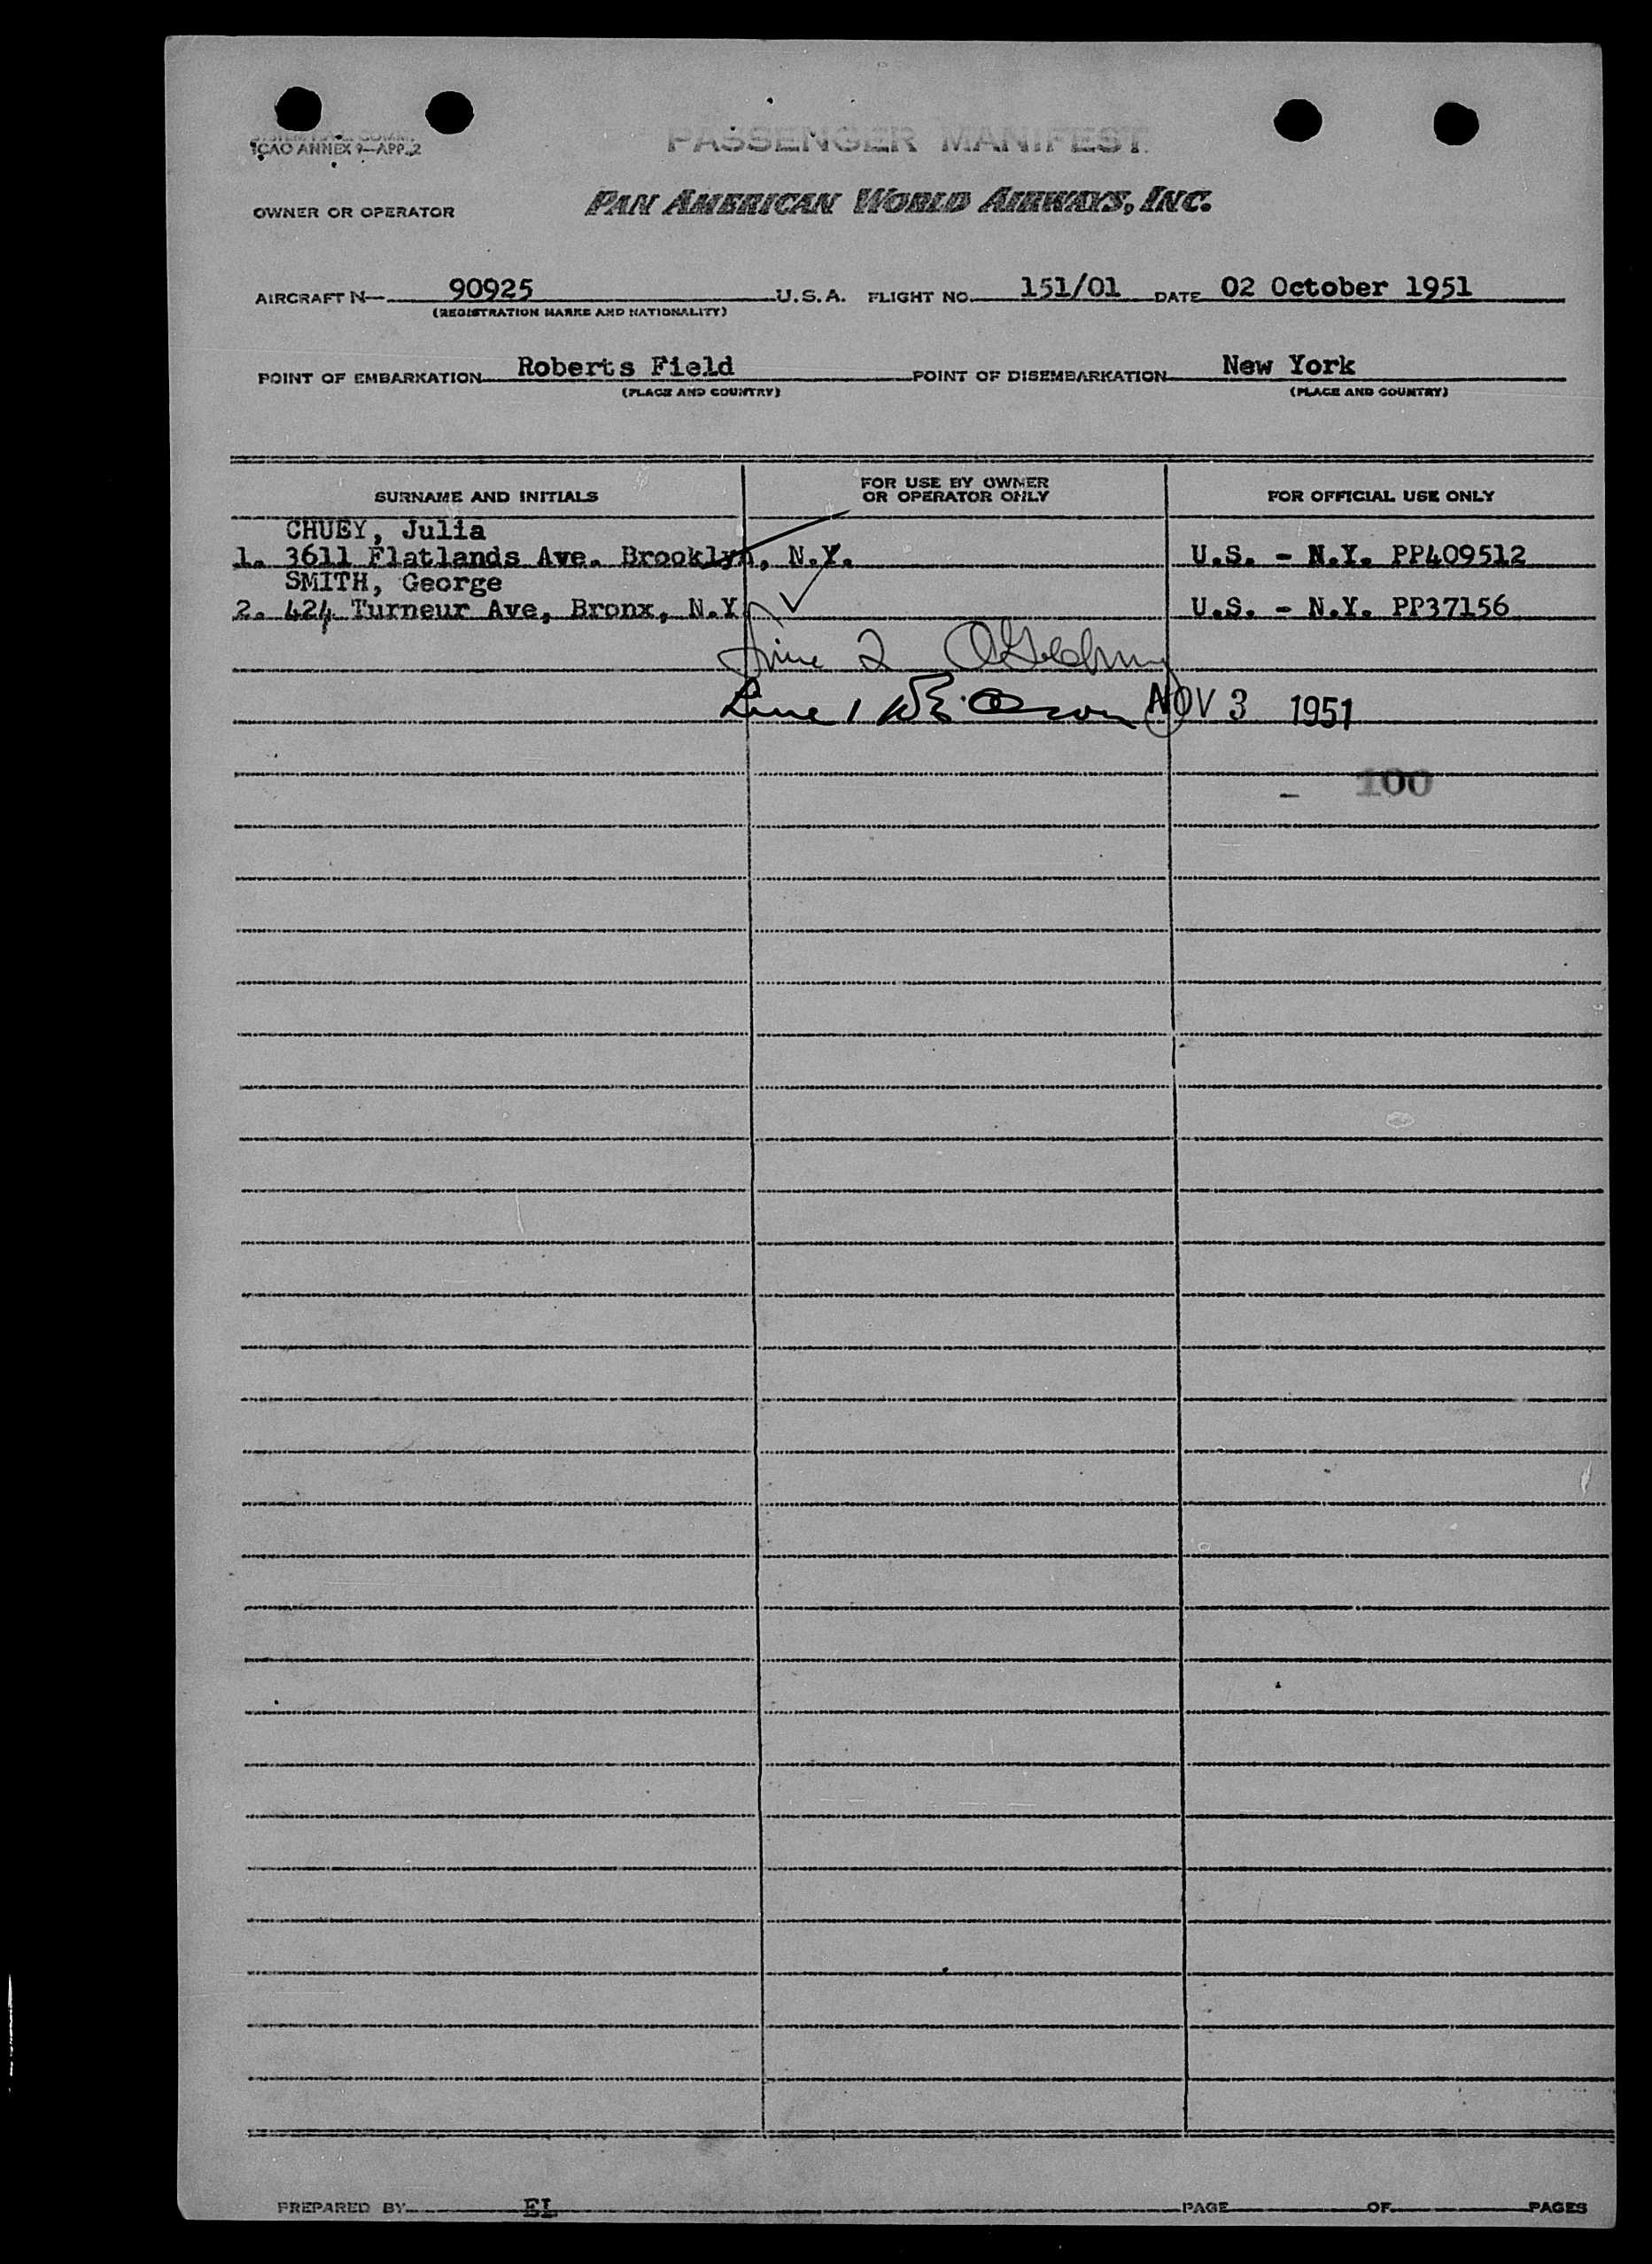 ICAO ANNEX 9—APP. 2
PASSENGER MANIFEST
OWNER OR OPERATOR PAN AMERICAN WORLD AIRWAYS, INC.
AIRCRAFT N— 90925 U.S.A. FLIGHT NO. 151/01 DATE 02 October 1951
(REGISTRATION MARKS AND NATIONALITY)
POINT OF EMBARKATION Roberts Field POINT OF DISEMBARKATION New York
(PLACE AND COUNTRY) (PLACE AND COUNTRY)
SURNAME AND INITIALS FOR USE BY OWNER OR OPERATOR ONLY FOR OFFICIAL USE ONLY
CHUEY, Julia
1. 3611 Flatlands Ave. Brooklyn, N.Y. U.S. - N.Y. PP409512
SMITH, George
2. 424 Turneur Ave, Bronx, N.Y. U.S. - N.Y. PP37156
Line 2
Line 1 NOV 3 1951
100
PREPARED BY EL PAGE OF PAGES